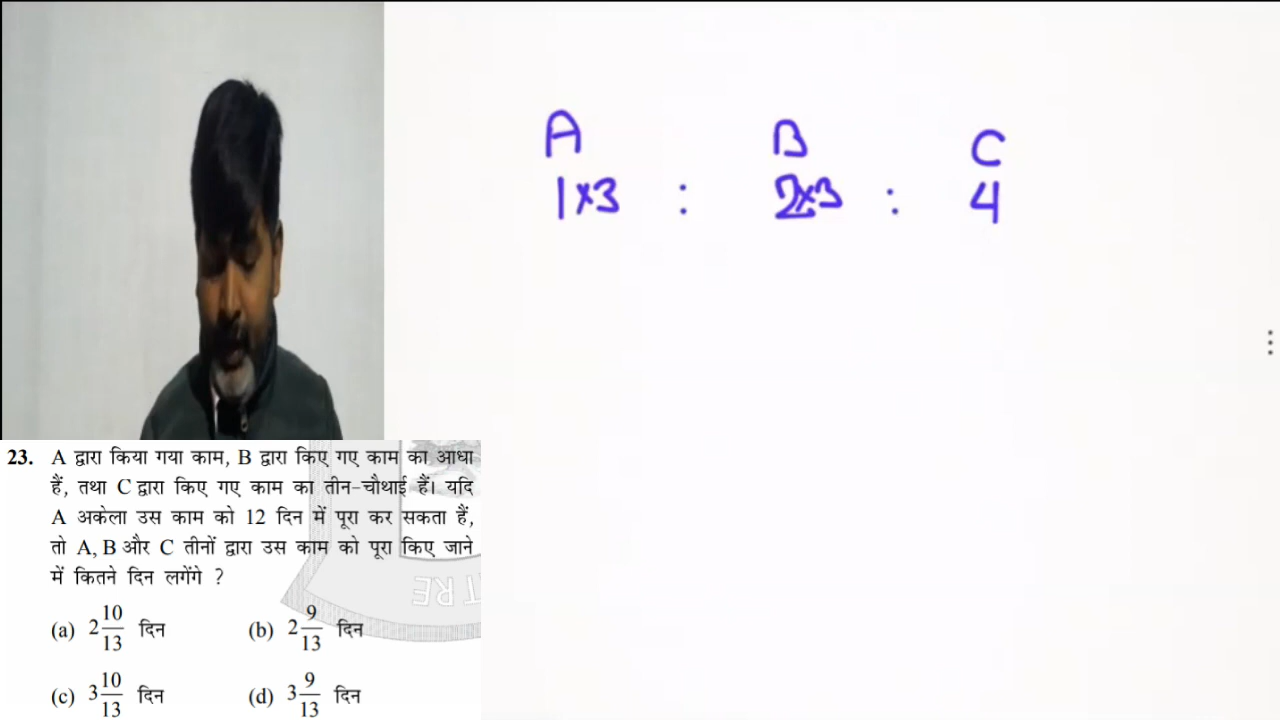 A B C
1×3 : 2×3 : 4
23. A द्वारा किया गया काम, B द्वारा किए गए काम का आधा
हैं, तथा C द्वारा किए गए काम का तीन-चौथाई हैं। यदि
A अकेला उस काम को 12 दिन में पूरा कर सकता हैं,
तो A, B और C तीनों द्वारा उस काम को पूरा किए जाने
में कितने दिन लगेंगे ?
(a) 2 10/13 दिन (b) 2 9/13 दिन
(c) 3 10/13 दिन (d) 3 9/13 दिन
TRE